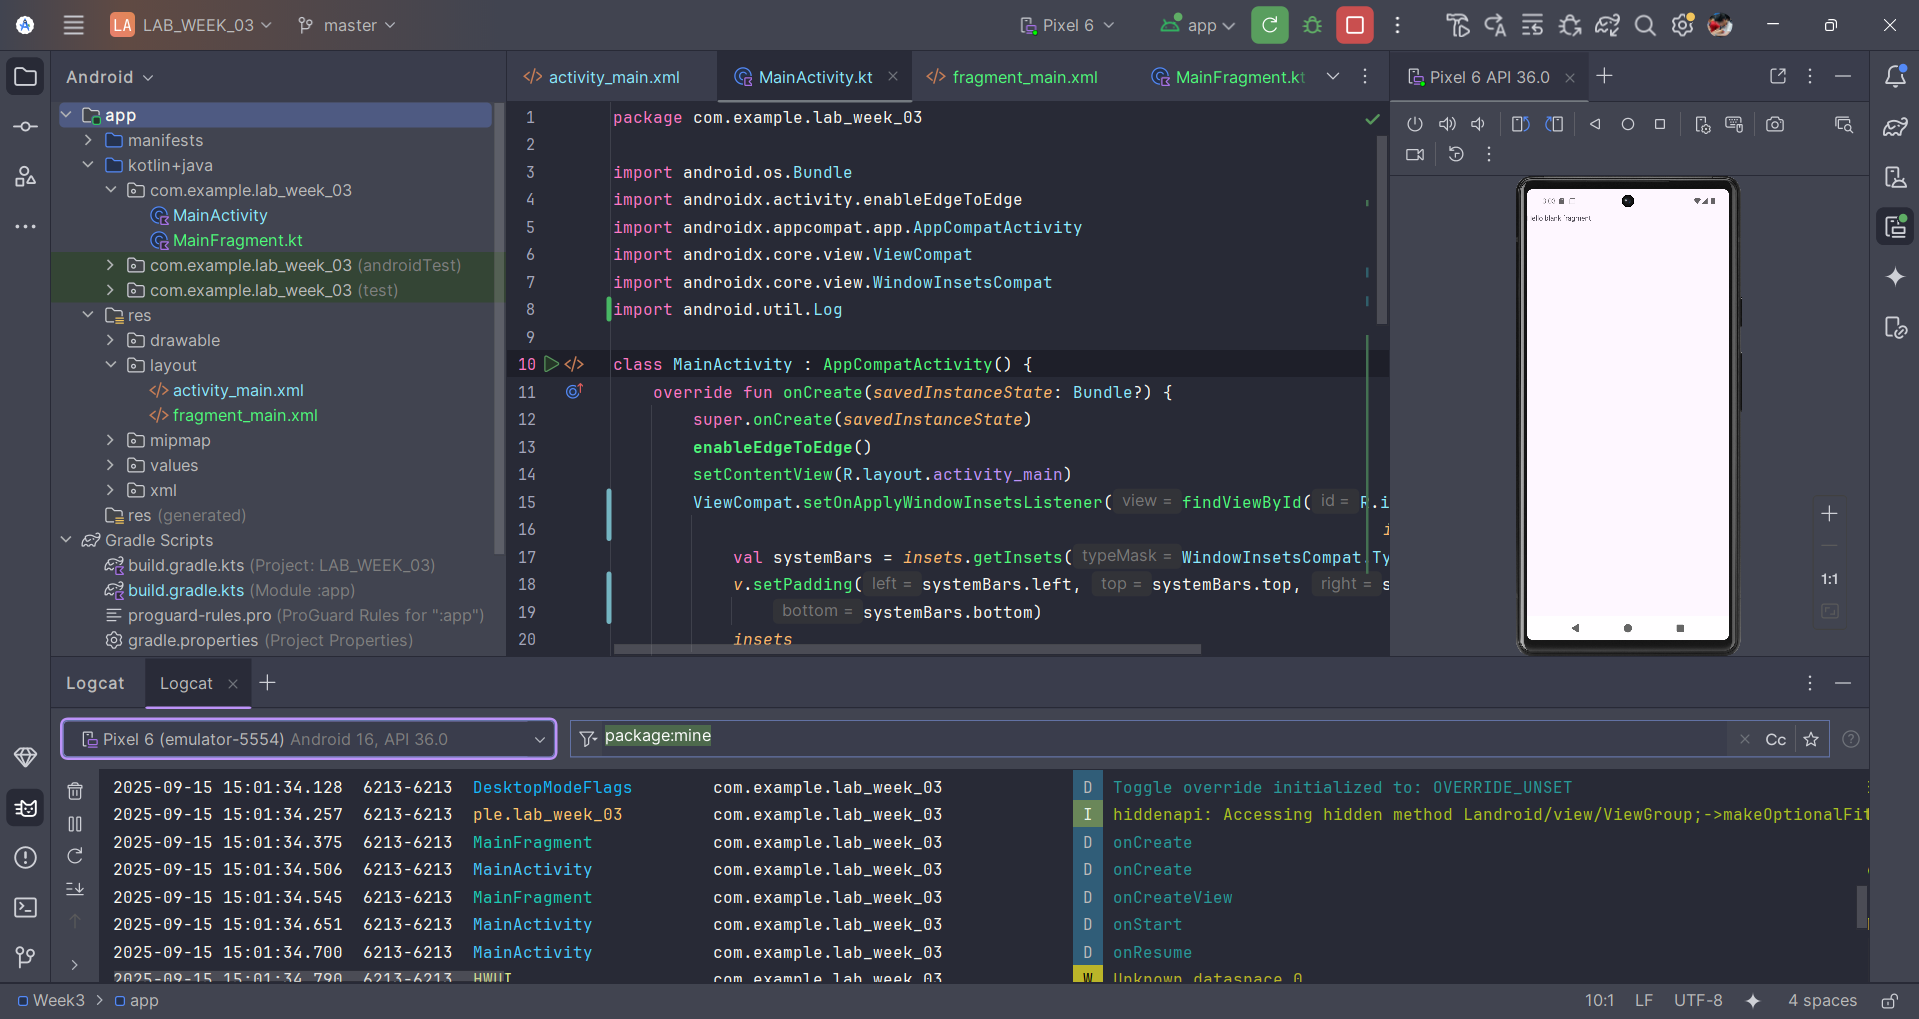 LA LAB_WEEK_03 master Pixel 6 app
Android
activity_main.xml MainActivity.kt fragment_main.xml MainFragment.kt
Pixel 6 API 36.0
app
manifests
kotlin+java
com.example.lab_week_03
MainActivity
MainFragment.kt
com.example.lab_week_03 (androidTest)
com.example.lab_week_03 (test)
res
drawable
layout
activity_main.xml
fragment_main.xml
mipmap
values
xml
res (generated)
Gradle Scripts
build.gradle.kts (Project: LAB_WEEK_03)
build.gradle.kts (Module :app)
proguard-rules.pro (ProGuard Rules for ":app")
gradle.properties (Project Properties)
1 package com.example.lab_week_03
2
3 import android.os.Bundle
4 import androidx.activity.enableEdgeToEdge
5 import androidx.appcompat.app.AppCompatActivity
6 import androidx.core.view.ViewCompat
7 import androidx.core.view.WindowInsetsCompat
8 import android.util.Log
9
10 class MainActivity : AppCompatActivity() {
11 override fun onCreate(savedInstanceState: Bundle?) {
12 super.onCreate(savedInstanceState)
13 enableEdgeToEdge()
14 setContentView(R.layout.activity_main)
15 ViewCompat.setOnApplyWindowInsetsListener( view = findViewById( id = R.i
16 i
17 val systemBars = insets.getInsets( typeMask = WindowInsetsCompat.Ty
18 v.setPadding( left = systemBars.left, top = systemBars.top, right = s
19 bottom = systemBars.bottom)
20 insets
Hello blank fragment
1:1
Logcat Logcat
Pixel 6 (emulator-5554) Android 16, API 36.0
package:mine Cc
2025-09-15 15:01:34.128 6213-6213 DesktopModeFlags com.example.lab_week_03 D Toggle override initialized to: OVERRIDE_UNSET
2025-09-15 15:01:34.257 6213-6213 ple.lab_week_03 com.example.lab_week_03 I hiddenapi: Accessing hidden method Landroid/view/ViewGroup;->makeOptionalFit
2025-09-15 15:01:34.375 6213-6213 MainFragment com.example.lab_week_03 D onCreate
2025-09-15 15:01:34.506 6213-6213 MainActivity com.example.lab_week_03 D onCreate
2025-09-15 15:01:34.545 6213-6213 MainFragment com.example.lab_week_03 D onCreateView
2025-09-15 15:01:34.651 6213-6213 MainActivity com.example.lab_week_03 D onStart
2025-09-15 15:01:34.700 6213-6213 MainActivity com.example.lab_week_03 D onResume
2025-09-15 15:01:34.790 6213-6213 HWUI com.example.lab_week_03 W Unknown dataspace 0
Week3 app
10:1 LF UTF-8 4 spaces